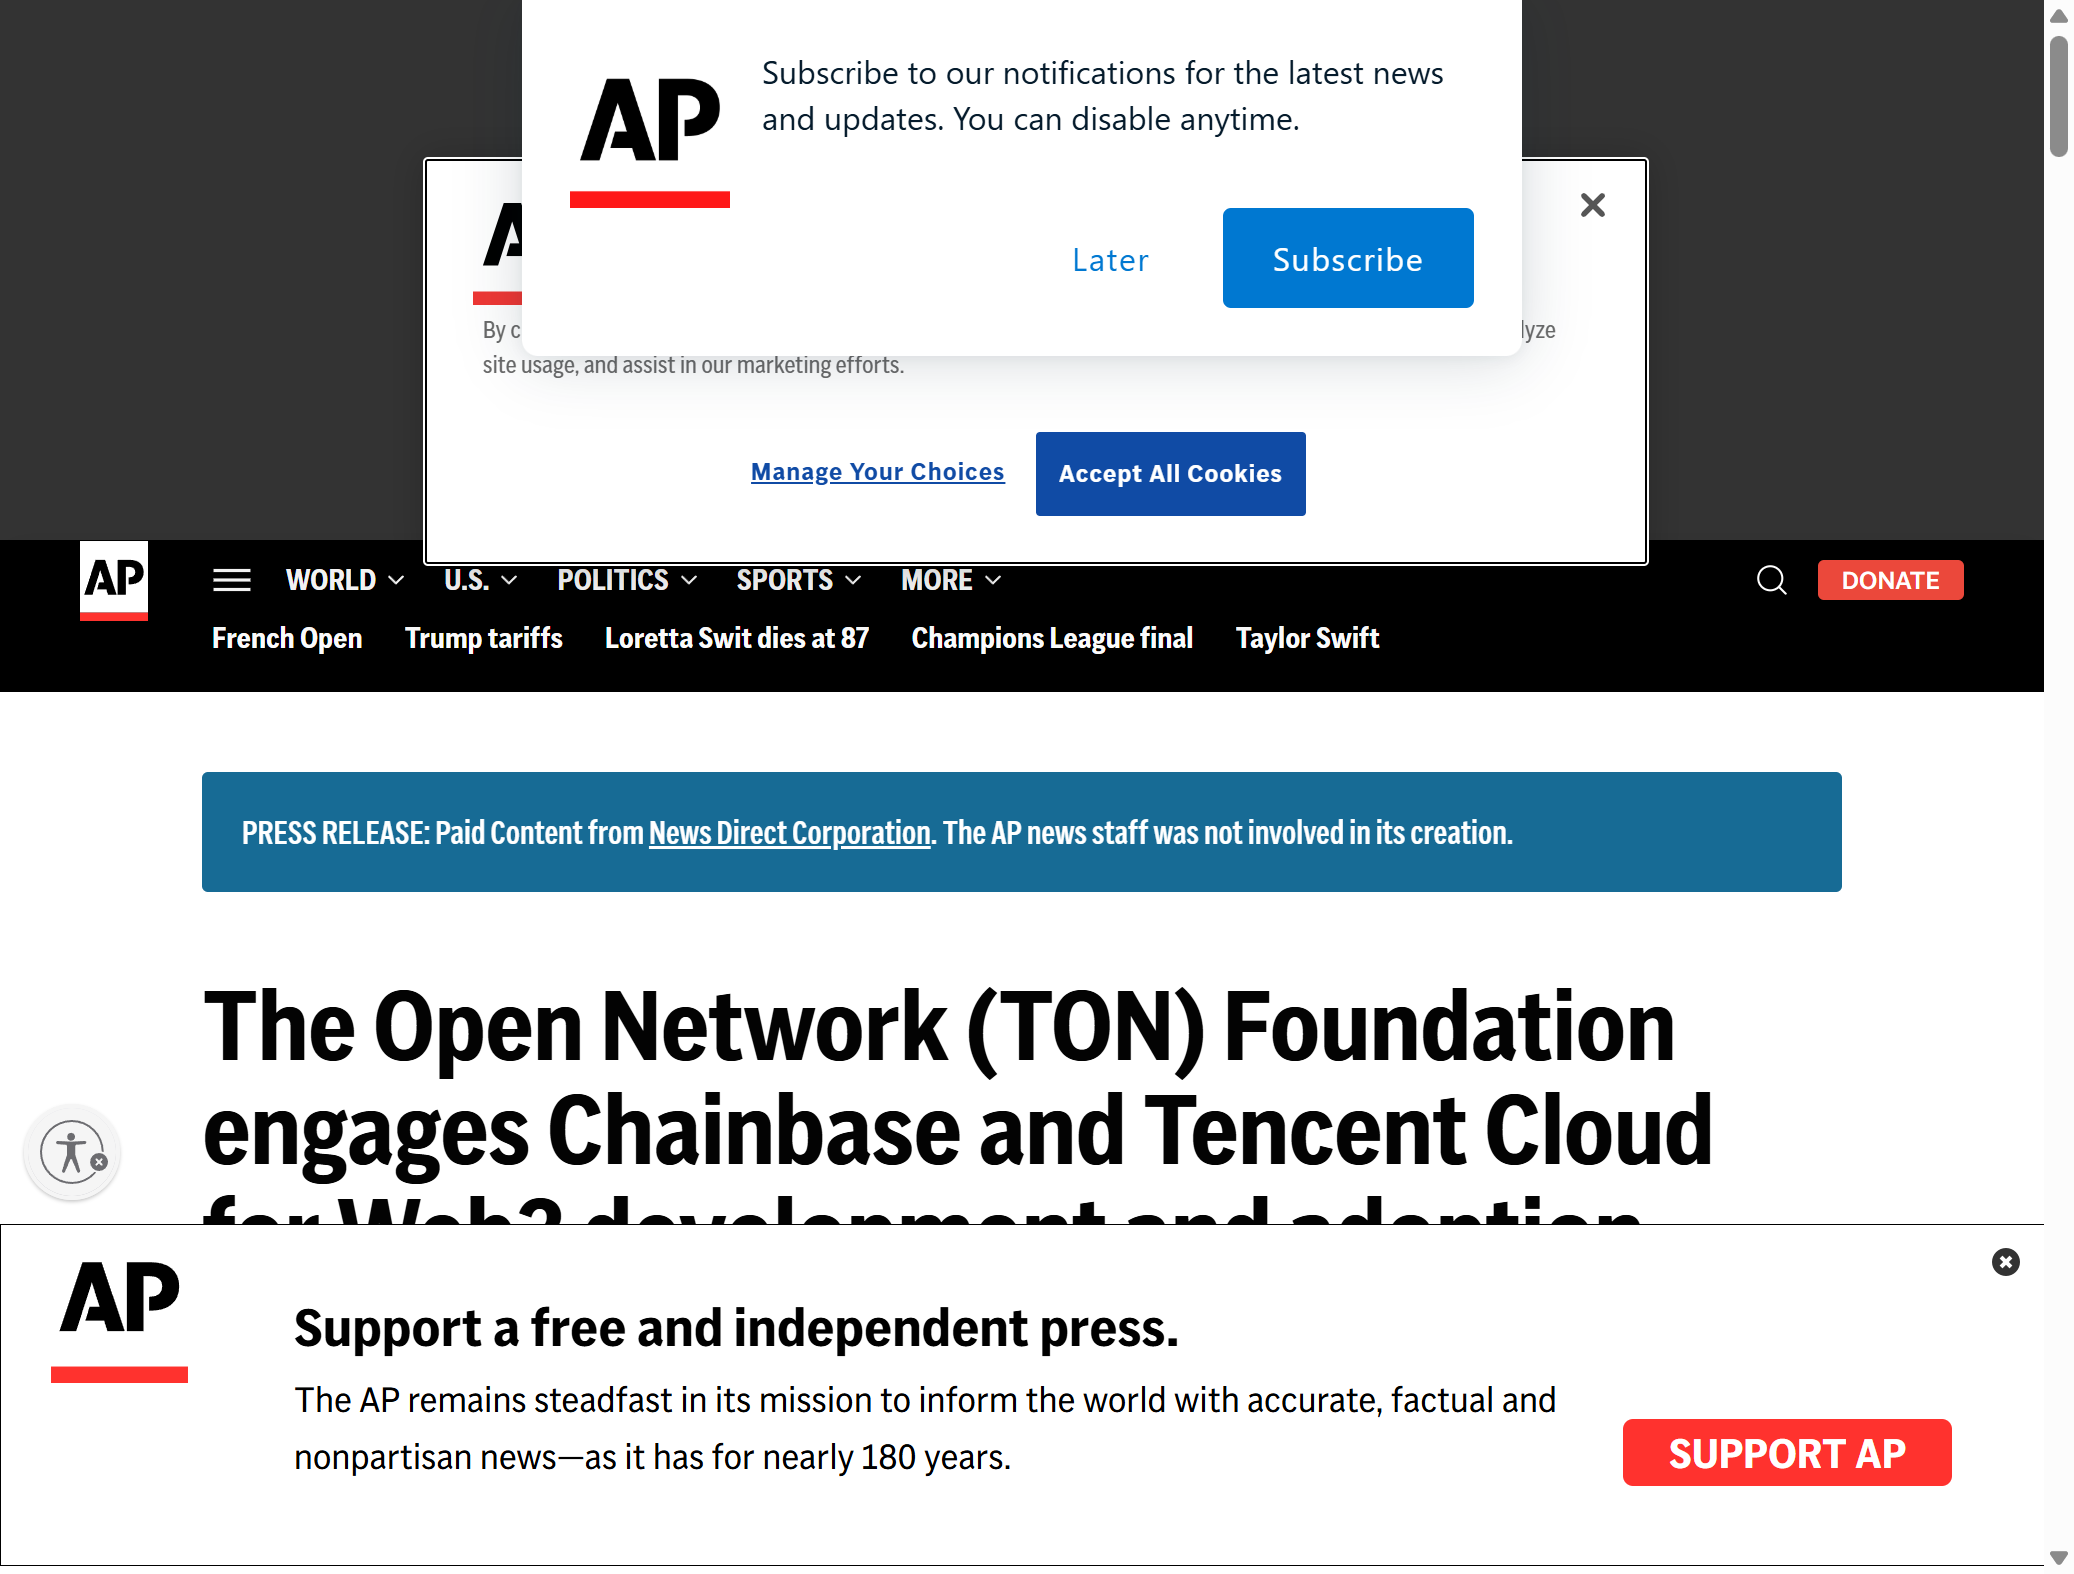 AP
Subscribe to our notifications for the latest news
and updates. You can disable anytime.
Later
Subscribe
By c
lyze
site usage, and assist in our marketing efforts.
Manage Your Choices
Accept All Cookies
AP
WORLD
U.S.
POLITICS
SPORTS
MORE
DONATE
French Open
Trump tariffs
Loretta Swit dies at 87
Champions League final
Taylor Swift
PRESS RELEASE: Paid Content from News Direct Corporation. The AP news staff was not involved in its creation.
The Open Network (TON) Foundation
engages Chainbase and Tencent Cloud
for Web3 development and adoption
AP
Support a free and independent press.
The AP remains steadfast in its mission to inform the world with accurate, factual and
nonpartisan news—as it has for nearly 180 years.
SUPPORT AP